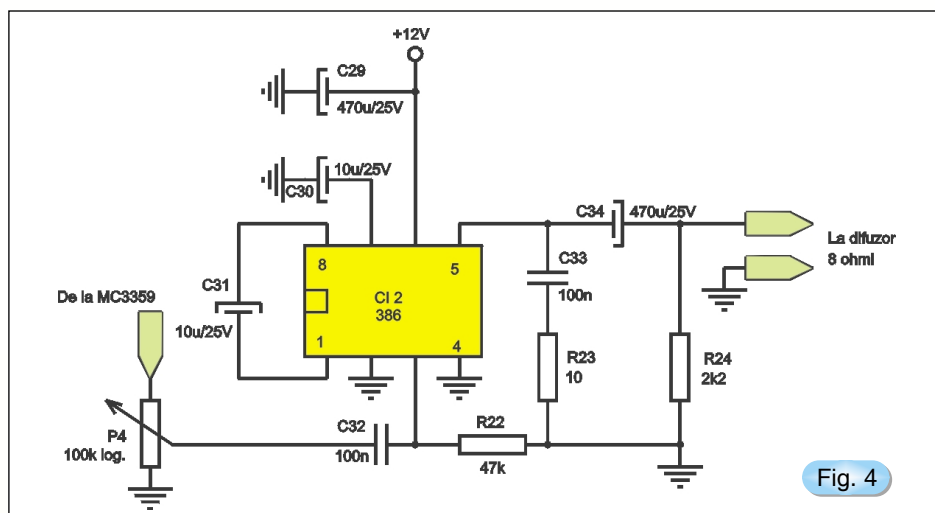 +12V
C29
470u/25V
10u/25V
C30
C34
470u/25V
La difuzor
8 ohmi
C33
100n
8
5
C31
CI 2
386
De la MC3359
10u/25V
1
4
R23
10
R24
2k2
P4
100k log.
C32
100n
R22
47k
Fig. 4